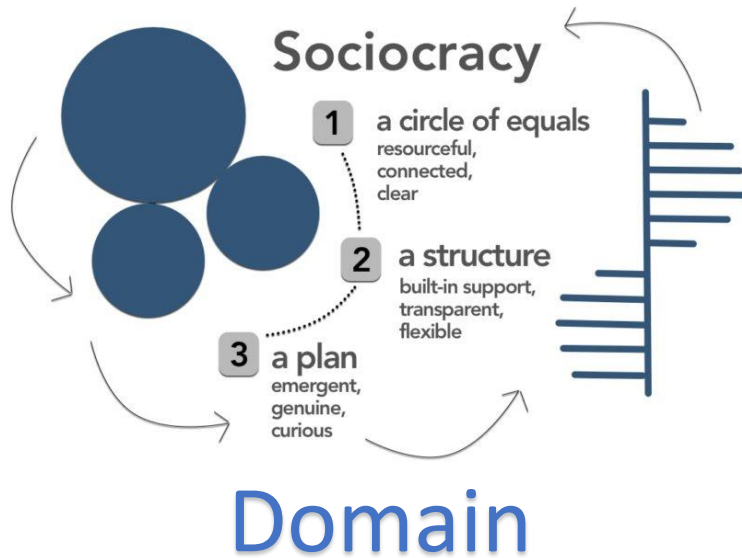 Sociocracy
1 a circle of equals
resourceful,
connected,
clear
2 a structure
built-in support,
transparent,
flexible
3 a plan
emergent,
genuine,
curious
Domain